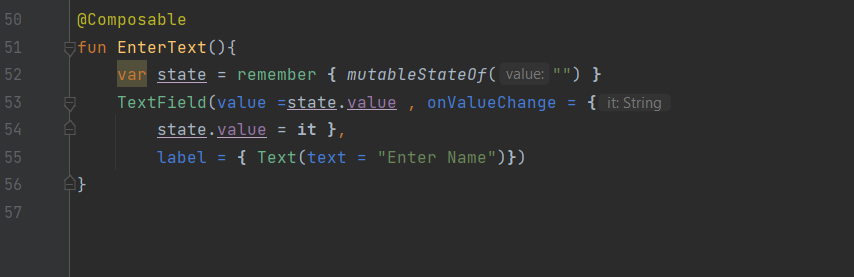 50 @Composable
51 fun EnterText(){
52 var state = remember { mutableStateOf( value: "") }
53 TextField(value =state.value , onValueChange = { it: String
54 state.value = it },
55 label = { Text(text = "Enter Name")})
56 }
57